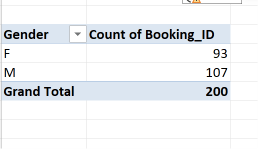 Gender Count of Booking_ID
F 93
M 107
Grand Total 200